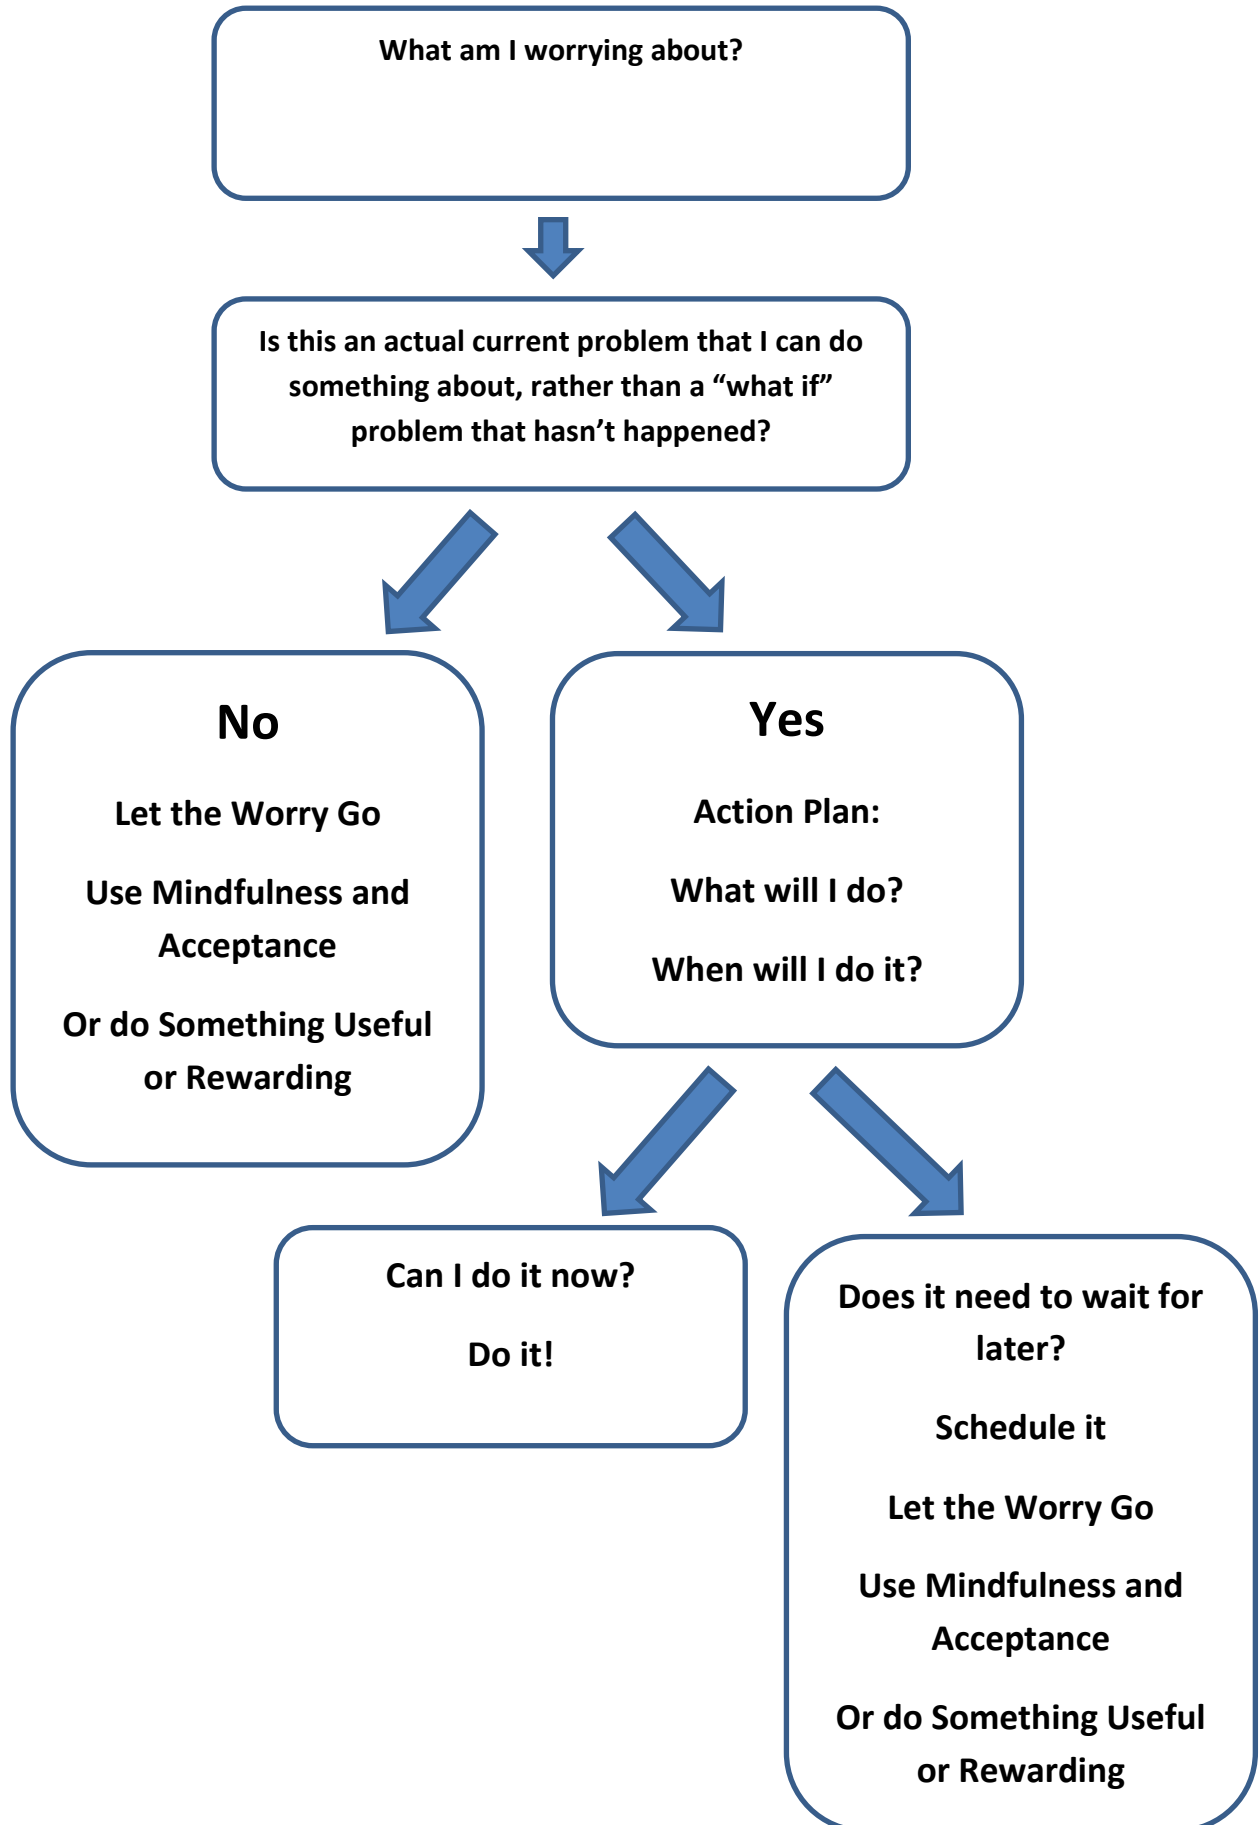 What am I worrying about?
Is this an actual current problem that I can do
something about, rather than a “what if”
problem that hasn’t happened?
No
Let the Worry Go
Use Mindfulness and
Acceptance
Or do Something Useful
or Rewarding
Yes
Action Plan:
What will I do?
When will I do it?
Can I do it now?
Do it!
Does it need to wait for
later?
Schedule it
Let the Worry Go
Use Mindfulness and
Acceptance
Or do Something Useful
or Rewarding